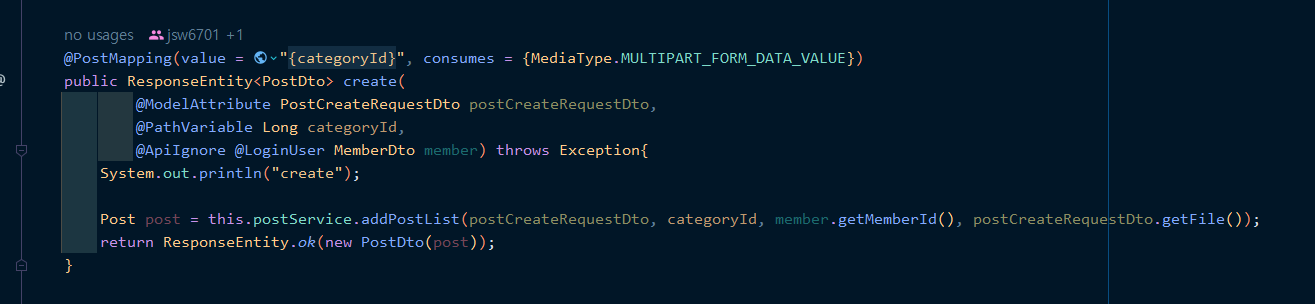 no usages jsw6701 +1
@PostMapping(value = "{categoryId}", consumes = {MediaType.MULTIPART_FORM_DATA_VALUE})
public ResponseEntity<PostDto> create(
@ModelAttribute PostCreateRequestDto postCreateRequestDto,
@PathVariable Long categoryId,
@ApiIgnore @LoginUser MemberDto member) throws Exception{
System.out.println("create");
Post post = this.postService.addPostList(postCreateRequestDto, categoryId, member.getMemberId(), postCreateRequestDto.getFile());
return ResponseEntity.ok(new PostDto(post));
}